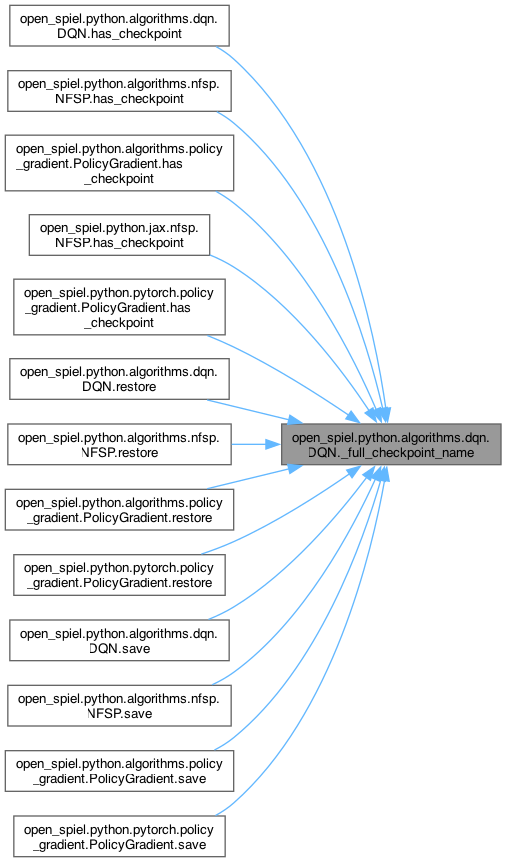 open_spiel.python.algorithms.dqn.
DQN.has_checkpoint
open_spiel.python.algorithms.nfsp.
NFSP.has_checkpoint
open_spiel.python.algorithms.policy
_gradient.PolicyGradient.has
_checkpoint
open_spiel.python.jax.nfsp.
NFSP.has_checkpoint
open_spiel.python.pytorch.policy
_gradient.PolicyGradient.has
_checkpoint
open_spiel.python.algorithms.dqn.
DQN.restore
open_spiel.python.algorithms.nfsp.
NFSP.restore
open_spiel.python.algorithms.policy
_gradient.PolicyGradient.restore
open_spiel.python.pytorch.policy
_gradient.PolicyGradient.restore
open_spiel.python.algorithms.dqn.
DQN.save
open_spiel.python.algorithms.nfsp.
NFSP.save
open_spiel.python.algorithms.policy
_gradient.PolicyGradient.save
open_spiel.python.pytorch.policy
_gradient.PolicyGradient.save
open_spiel.python.algorithms.dqn.
DQN._full_checkpoint_name